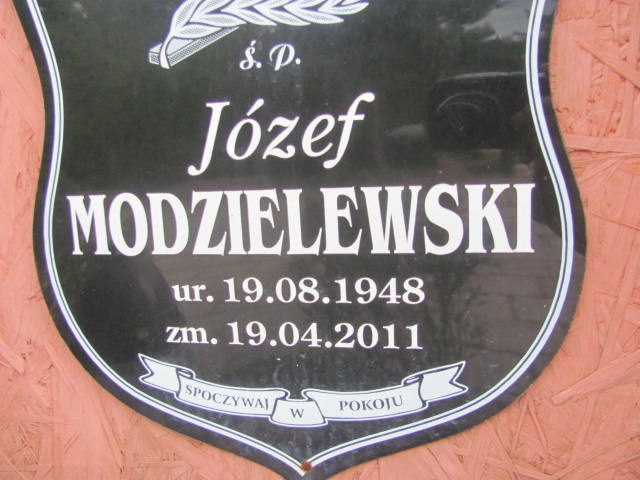 ś. p.
Józef
MODZIELEWSKI
ur. 19.08.1948
zm. 19.04.2011
SPOCZYWAJ W POKOJU